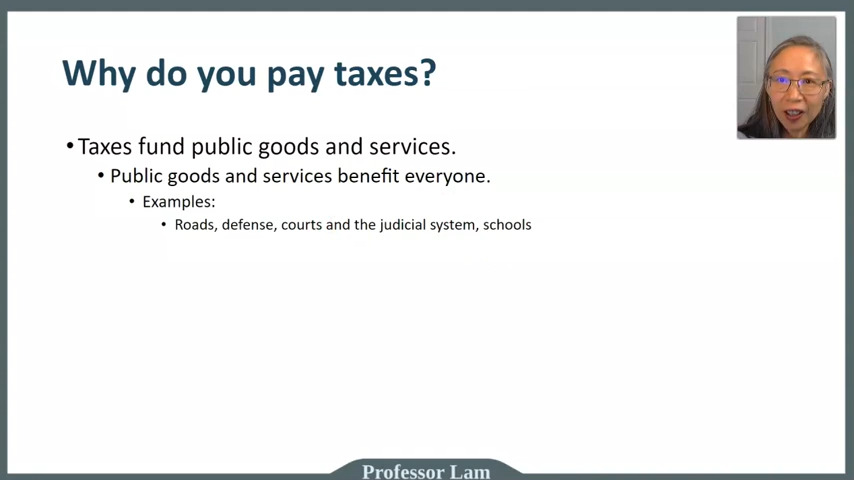 Why do you pay taxes?
• Taxes fund public goods and services.
• Public goods and services benefit everyone.
• Examples:
• Roads, defense, courts and the judicial system, schools
Professor Lam